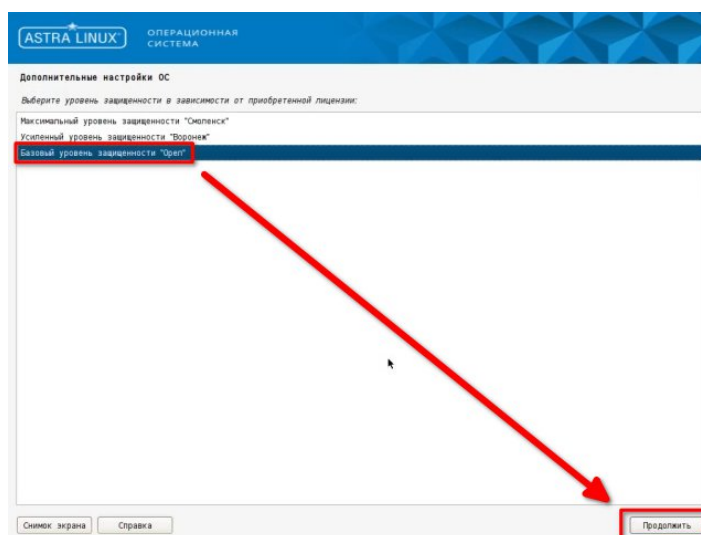 ASTRA LINUX
ОПЕРАЦИОННАЯ
СИСТЕМА
Дополнительные настройки ОС
Выберите уровень защищенности в зависимости от приобретенной лицензии:
Максимальный уровень защищенности "Смоленск"
Усиленный уровень защищенности "Воронеж"
Базовый уровень защищенности "Орел"
Снимок экрана
Справка
Продолжить